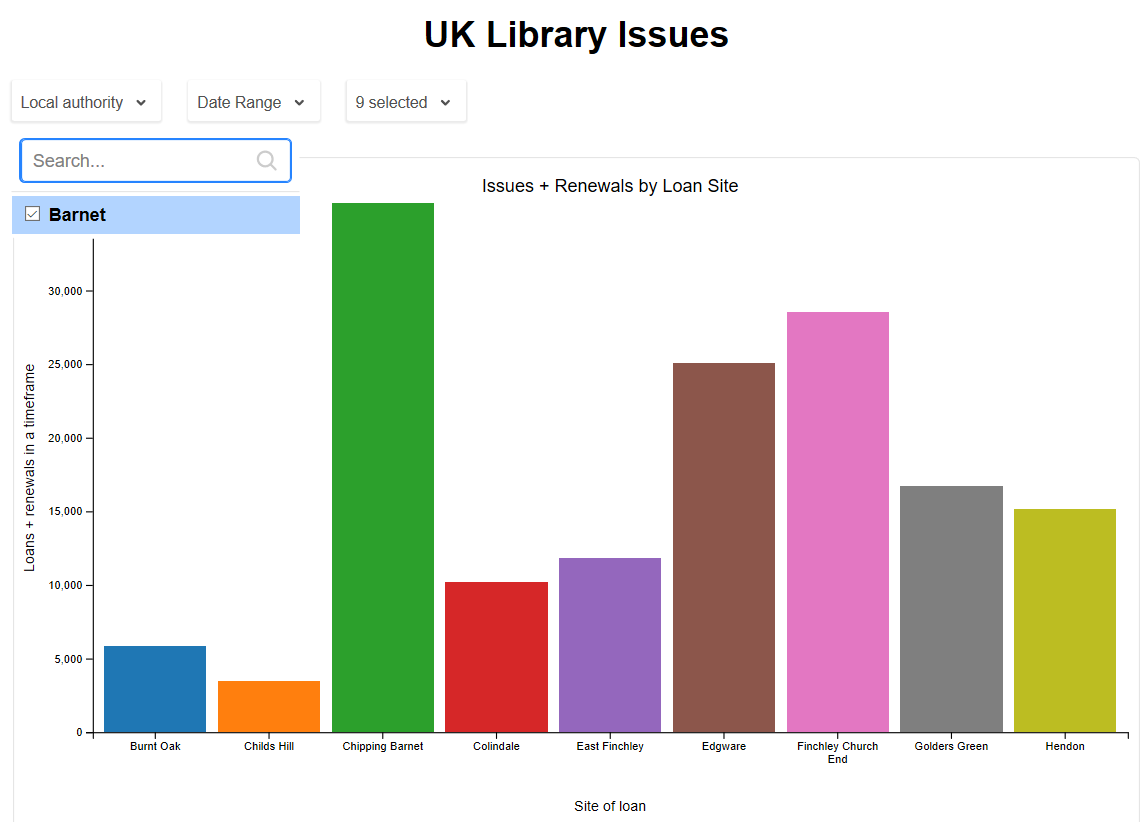 UK Library Issues
Local authority
Date Range
9 selected
Search...
Barnet
Issues + Renewals by Loan Site
Loans + renewals in a timeframe
30,000
25,000
20,000
15,000
10,000
5,000
0
Burnt Oak
Childs Hill
Chipping Barnet
Colindale
East Finchley
Edgware
Finchley Church
End
Golders Green
Hendon
Site of loan